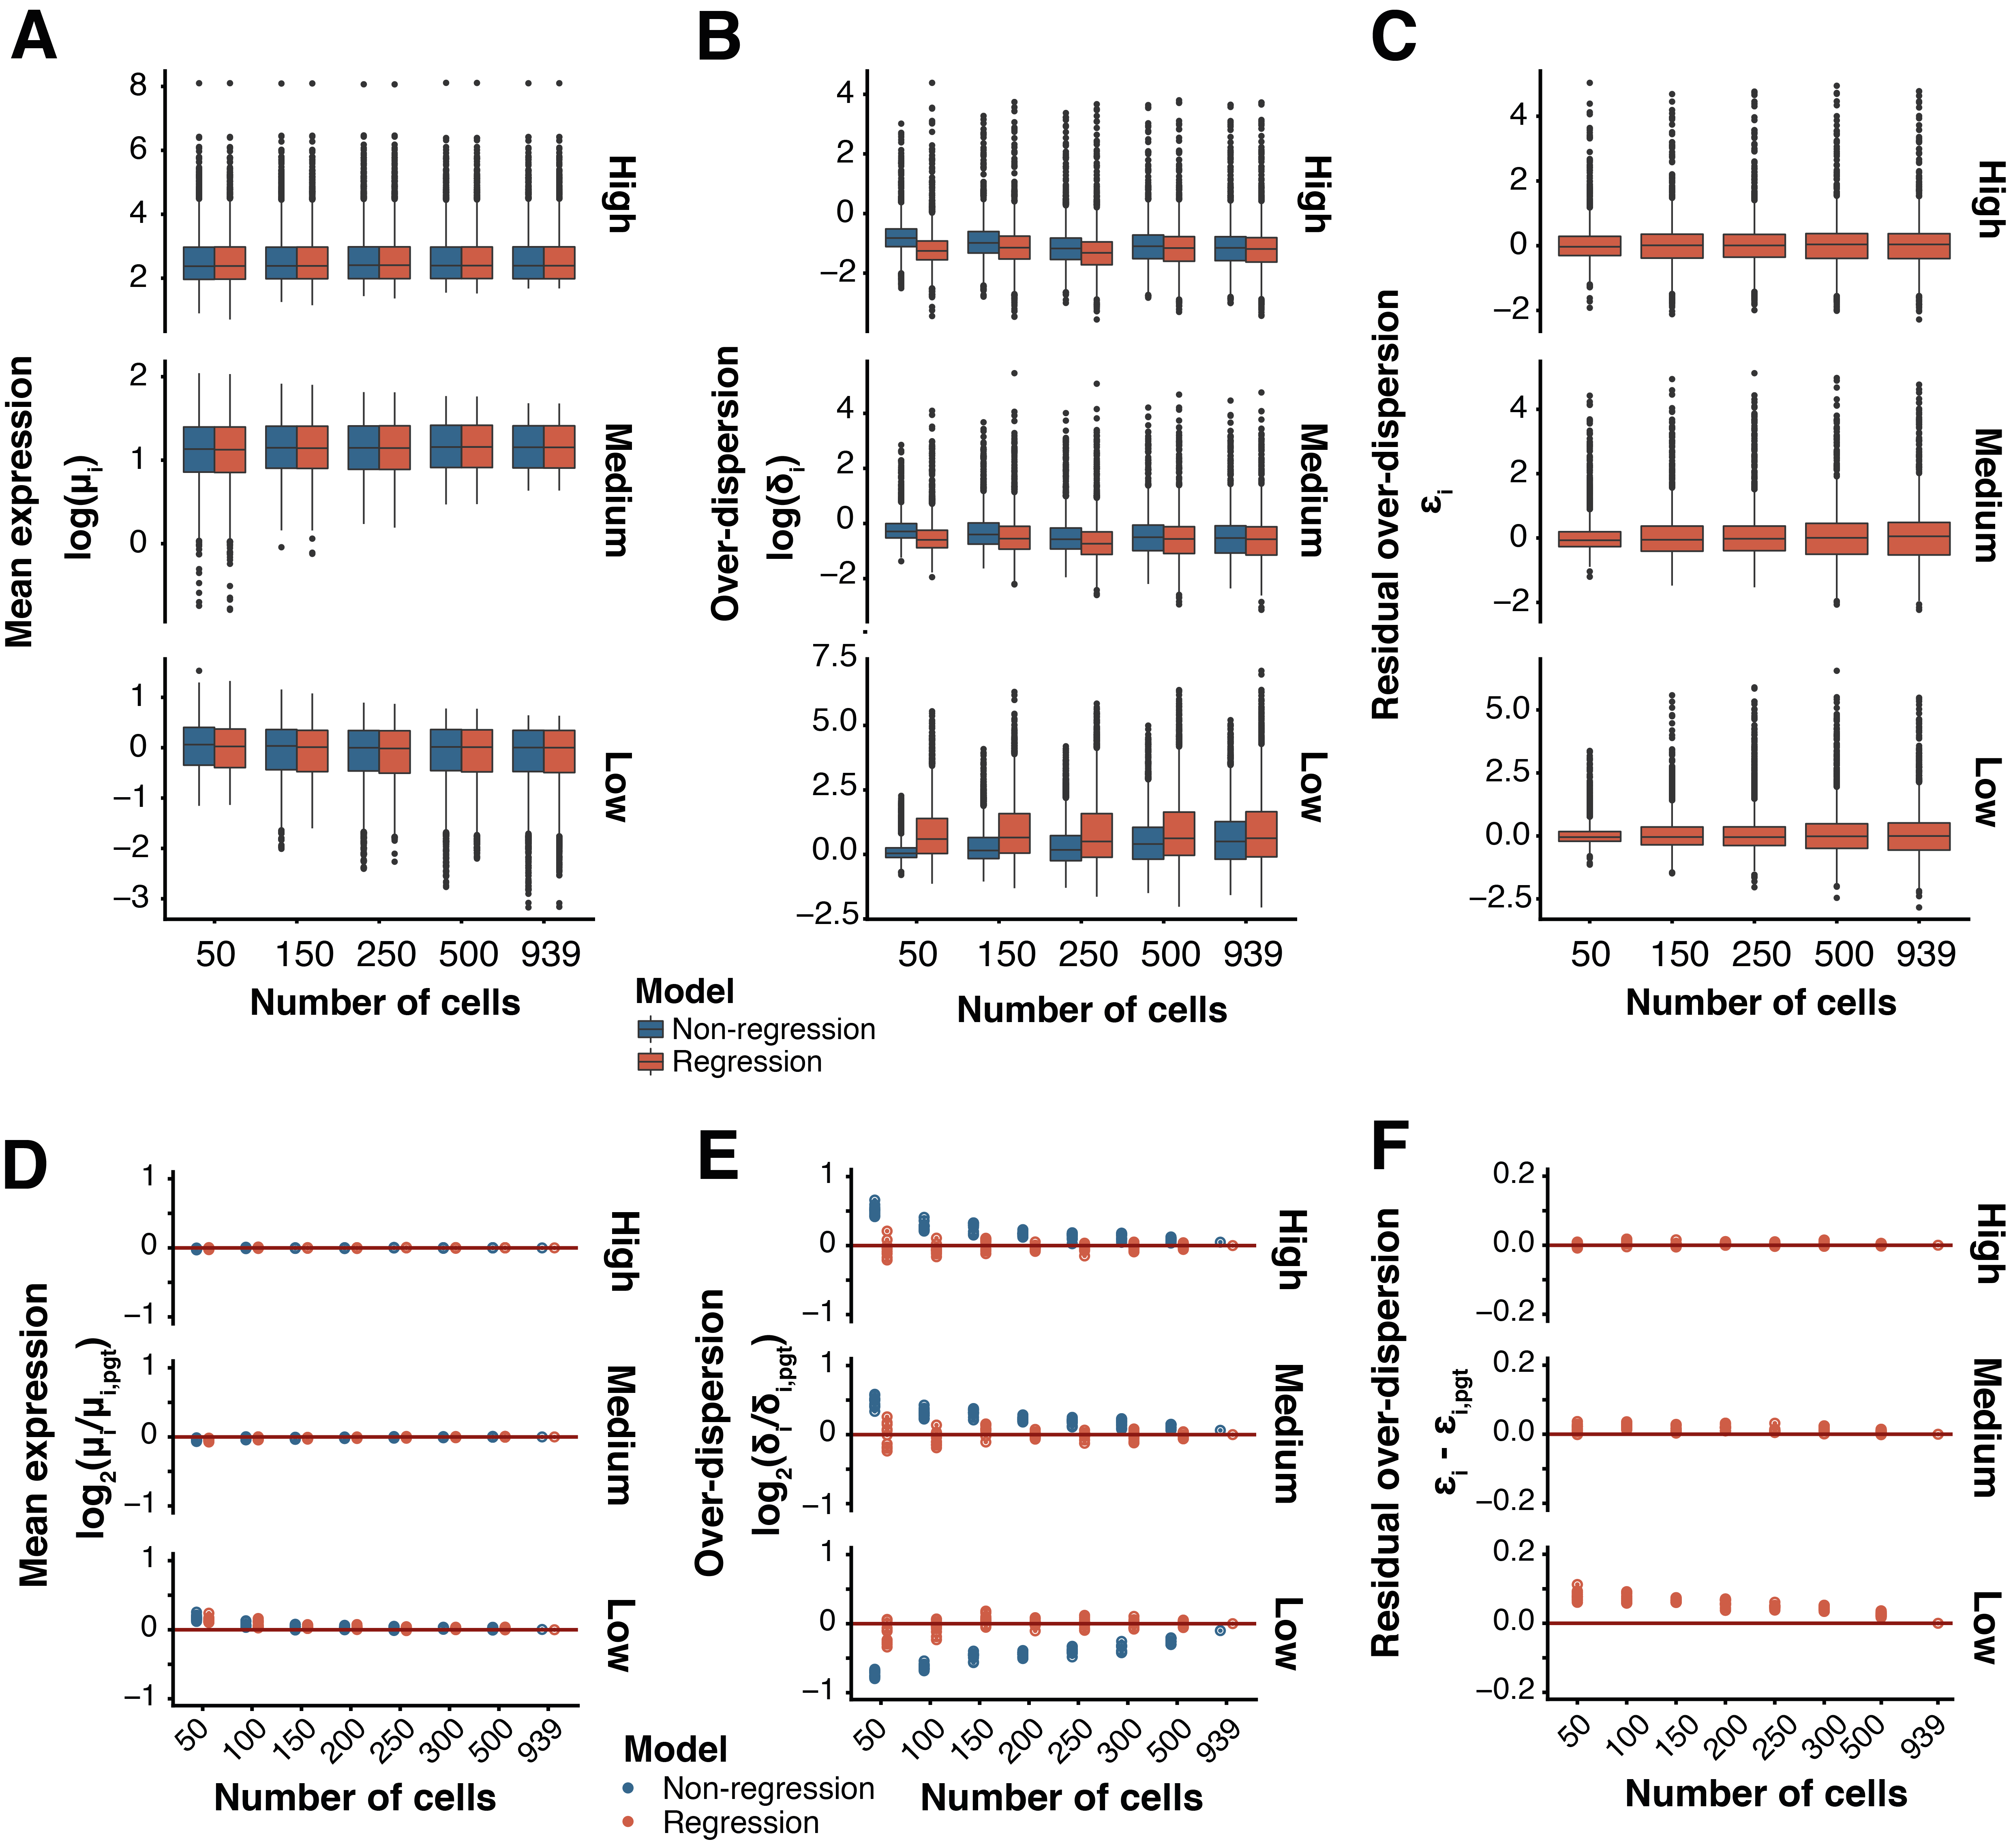 A
Mean expression
log(μi)
8
6
4
2
High
2
1
0
Medium
1
0
−1
−2
−3
Low
50 150 250 500 939
Number of cells
B
Over-dispersion
log(δi)
4
2
0
−2
High
4
2
0
−2
Medium
7.5
5.0
2.5
0.0
−2.5
Low
50 150 250 500 939
Number of cells
C
Residual over-dispersion
εi
4
2
0
−2
High
4
2
0
−2
Medium
5.0
2.5
0.0
−2.5
Low
50 150 250 500 939
Number of cells
Model
Non-regression
Regression
D
Mean expression
log2(μi/μi,pgt)
1
0
−1
High
1
0
−1
Medium
1
0
−1
Low
50 100 150 200 250 300 500 939
Number of cells
E
Over-dispersion
log2(δi/δi,pgt)
1
0
−1
High
1
0
−1
Medium
1
0
−1
Low
50 100 150 200 250 300 500 939
Number of cells
F
Residual over-dispersion
εi - εi,pgt
0.2
0.0
−0.2
High
0.2
0.0
−0.2
Medium
0.2
0.0
−0.2
Low
50 100 150 200 250 300 500 939
Number of cells
Model
Non-regression
Regression